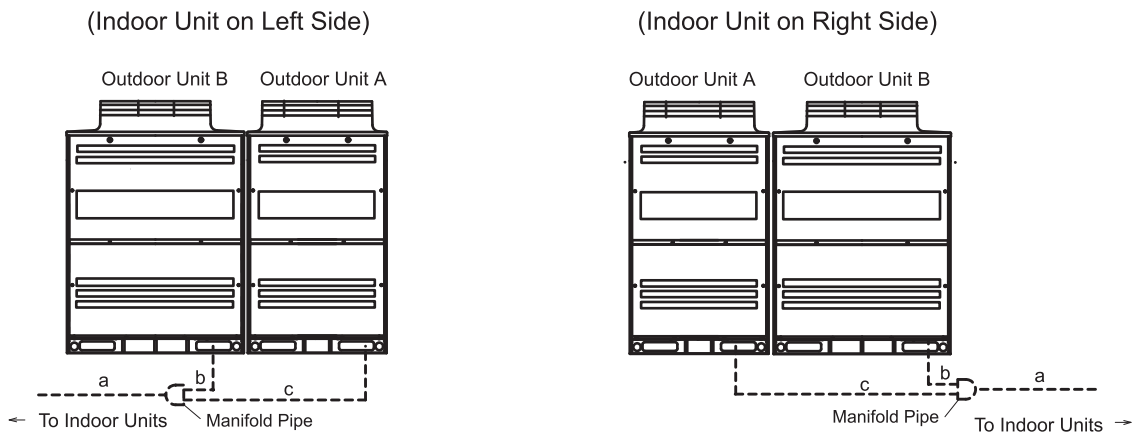 (Indoor Unit on Left Side)
Outdoor Unit B
Outdoor Unit A
a
b
c
← To Indoor Units
Manifold Pipe
(Indoor Unit on Right Side)
Outdoor Unit A
Outdoor Unit B
c
b
a
Manifold Pipe
To Indoor Units →